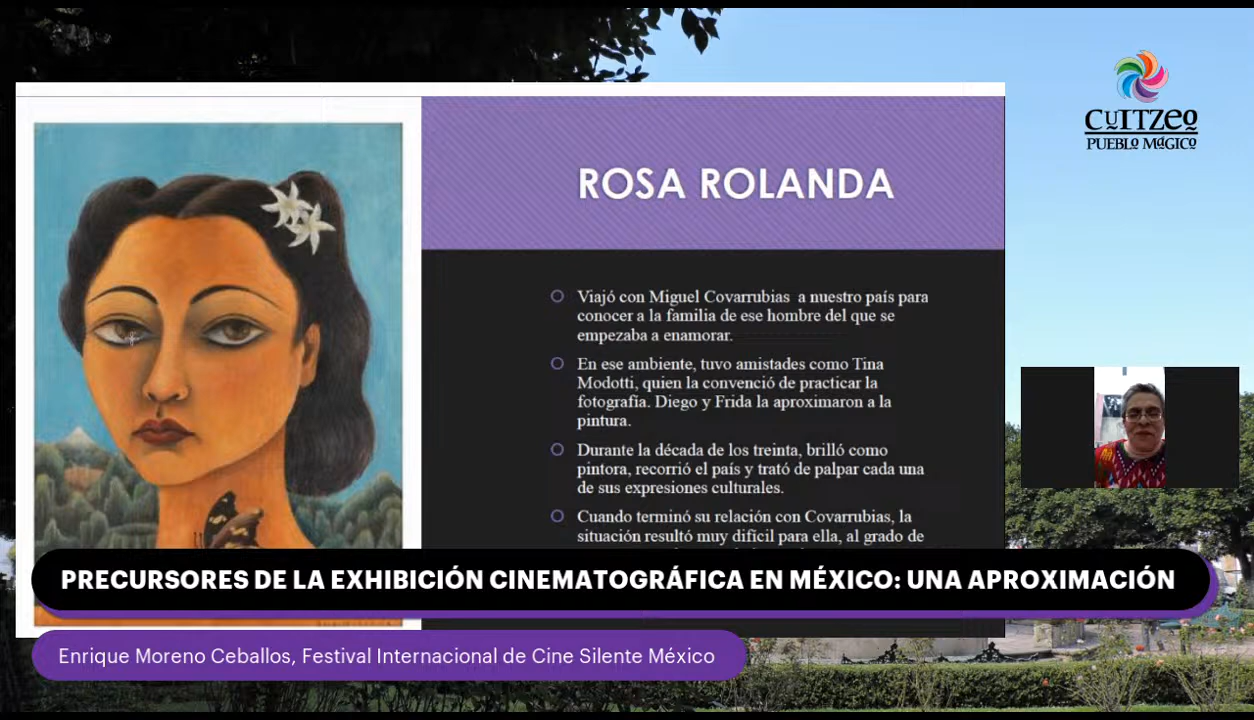 CUITZEO
PUEBLO MÁGICO
ROSA ROLANDA
Viajó con Miguel Covarrubias a nuestro país para
conocer a la familia de ese hombre del que se
empezaba a enamorar.
En ese ambiente, tuvo amistades como Tina
Modotti, quien la convenció de practicar la
fotografía. Diego y Frida la aproximaron a la
pintura.
Durante la década de los treinta, brilló como
pintora, recorrió el país y trató de palpar cada una
de sus expresiones culturales.
Cuando terminó su relación con Covarrubias, la
situación resultó muy difícil para ella, al grado de
PRECURSORES DE LA EXHIBICIÓN CINEMATOGRÁFICA EN MÉXICO: UNA APROXIMACIÓN
Enrique Moreno Ceballos, Festival Internacional de Cine Silente México